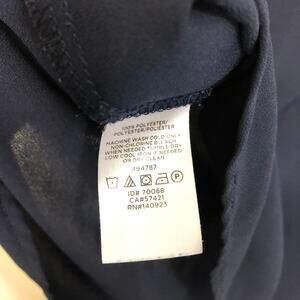 100% POLYESTER/
POLYESTER/POLYESTER
MACHINE WASH COLD ONLY
NON-CHLORINE BLEACH
WHEN NEEDED TUMBLE DRY
LOW COOL IRON IF NEEDED
OR DRY CLEAN
494787
ID# 70068
CA#57421
RN#140923